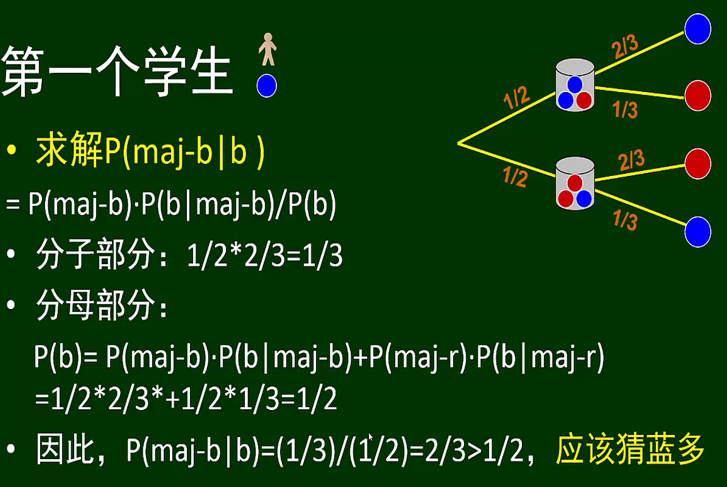 第一个学生
• 求解P(maj-b|b )
= P(maj-b)·P(b|maj-b)/P(b)
• 分子部分：1/2*2/3=1/3
• 分母部分：
P(b)= P(maj-b)·P(b|maj-b)+P(maj-r)·P(b|maj-r)
=1/2*2/3*+1/2*1/3=1/2
• 因此，P(maj-b|b)=(1/3)/(1/2)=2/3>1/2，应该猜蓝多
1/2
2/3
1/3
1/2
2/3
1/3